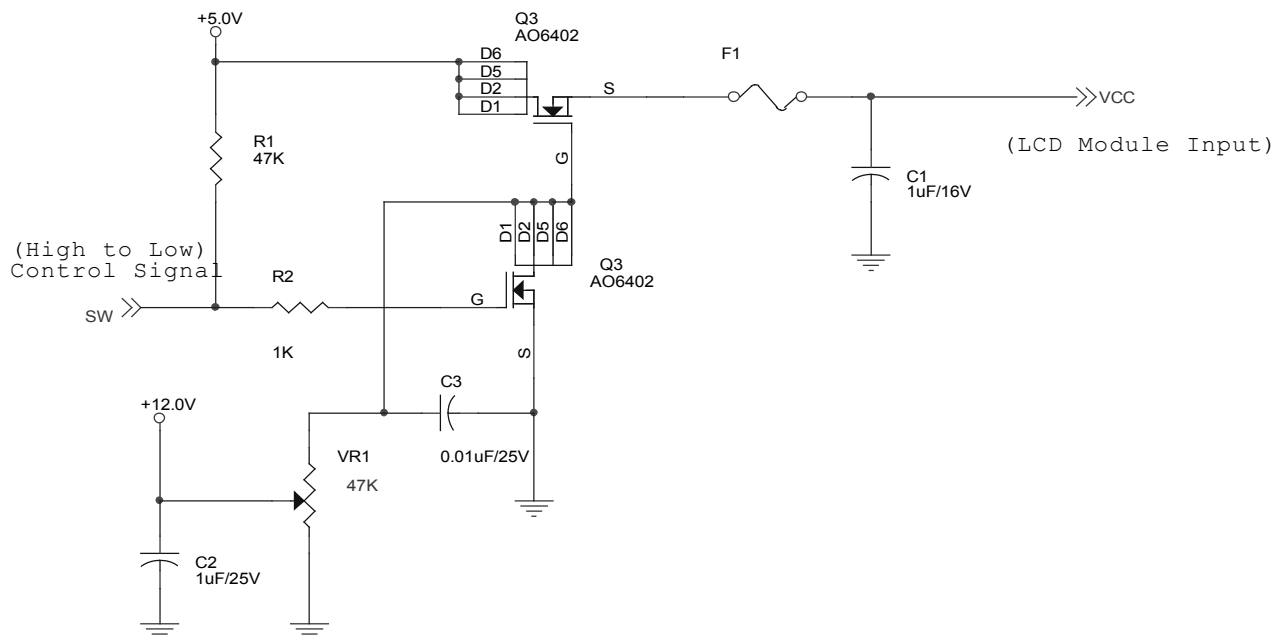 +5.0V
Q3
AO6402
D6
D5
D2
D1
S
F1
VCC
(LCD Module Input)
R1
47K
G
C1
1uF/16V
D1
D2
D5
D6
(High to Low)
Control Signal
Q3
AO6402
R2
G
SW
1K
S
+12.0V
C3
VR1
47K
0.01uF/25V
C2
1uF/25V